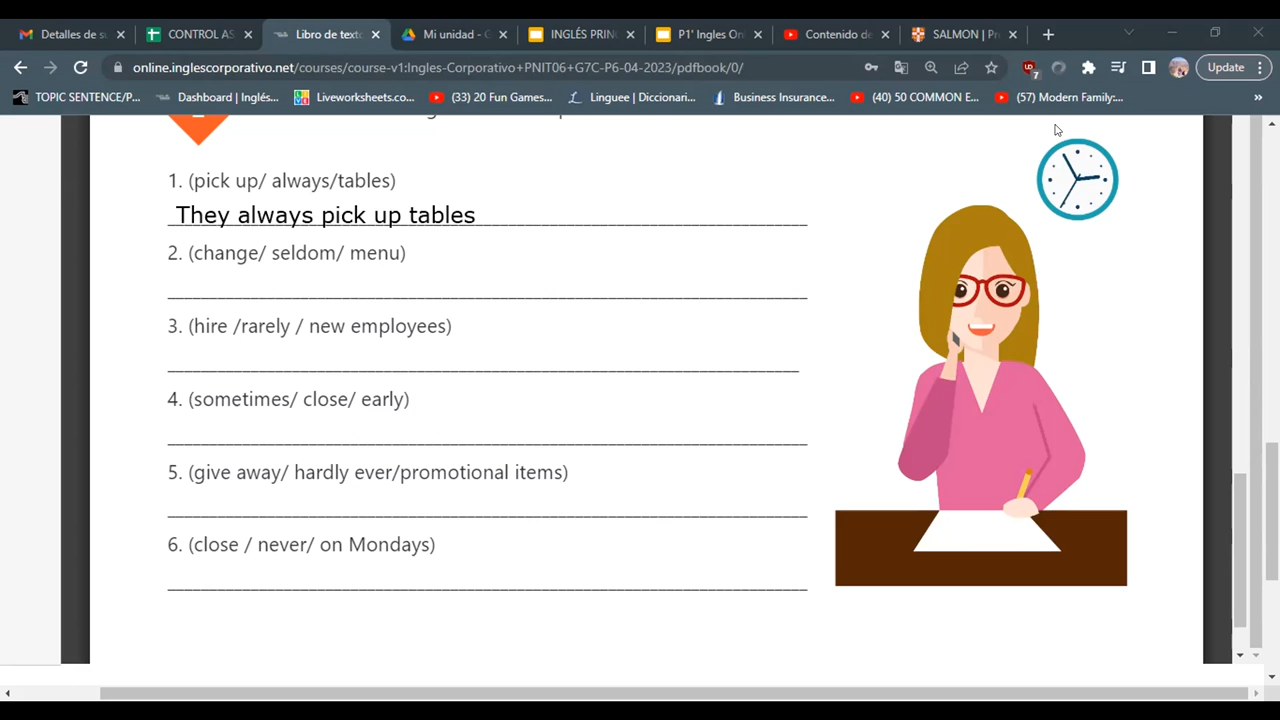 Detalles de su
CONTROL AS
Libro de texto
Mi unidad - G
INGLÉS PRIN
P1' Ingles On
Contenido de
SALMON | Pr
online.inglescorporativo.net/courses/course-v1:Ingles-Corporativo+PNIT06+G7C-P6-04-2023/pdfbook/0/
7
Update
TOPIC SENTENCE/P...
Dashboard | Inglés...
Liveworksheets.co...
(33) 20 Fun Games...
Linguee | Diccionari...
Business Insurance...
(40) 50 COMMON E...
(57) Modern Family:...
»
1. (pick up/ always/tables)
They always pick up tables
2. (change/ seldom/ menu)
3. (hire /rarely / new employees)
4. (sometimes/ close/ early)
5. (give away/ hardly ever/promotional items)
6. (close / never/ on Mondays)